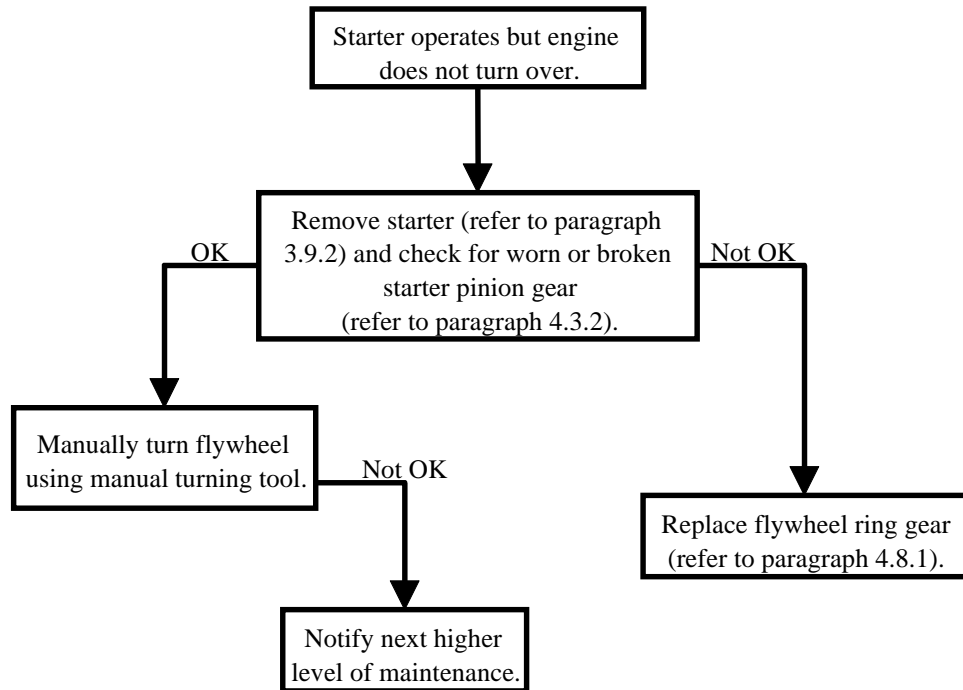 Starter operates but engine
does not turn over.
Remove starter (refer to paragraph
3.9.2) and check for worn or broken
starter pinion gear
(refer to paragraph 4.3.2).
OK
Not OK
Manually turn flywheel
using manual turning tool.
Not OK
Replace flywheel ring gear
(refer to paragraph 4.8.1).
Notify next higher
level of maintenance.